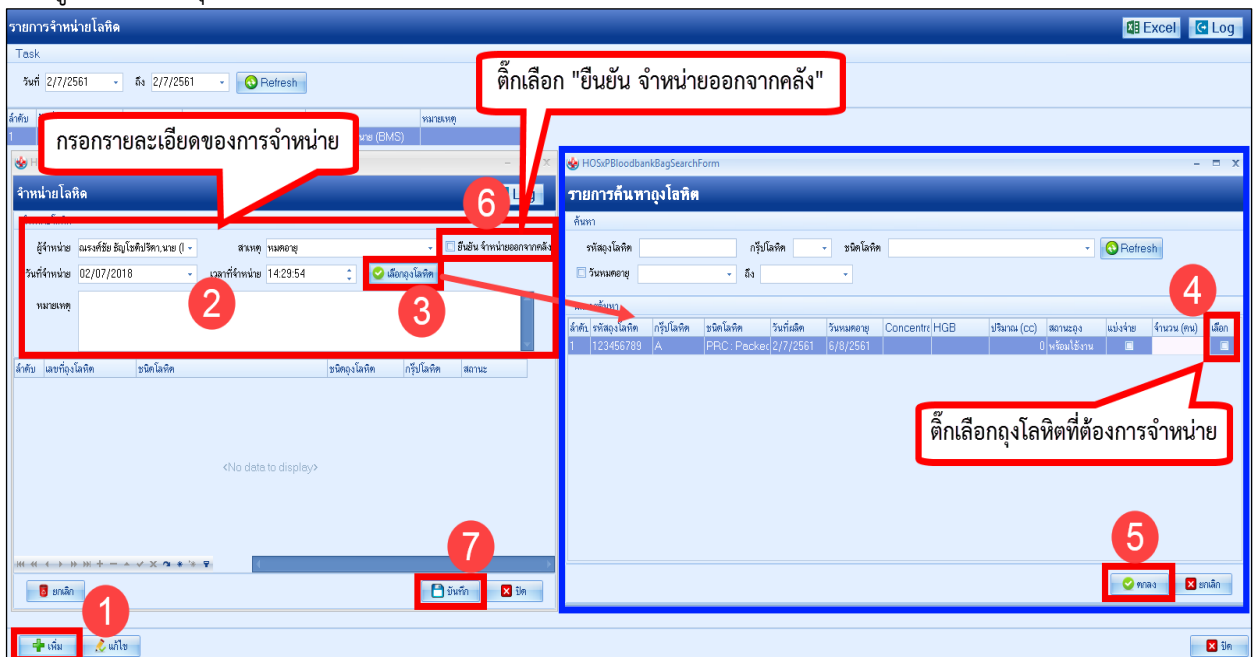 รายการจำหน่ายโลหิต
Excel Log
Task
วันที่ 2/7/2561 ถึง 2/7/2561 Refresh
ติ๊กเลือก "ยืนยัน จำหน่ายออกจากคลัง"
ลำดับ หมายเหตุ
1 นาย (BMS)
กรอกรายละเอียดของการจำหน่าย
จำหน่ายโลหิต
6
ผู้จำหน่าย ณรงค์ชัย ธัญโชติปรีดา,นาย สาเหตุ หมดอายุ ยืนยัน จำหน่ายออกจากคลัง
วันที่จำหน่าย 02/07/2018 เวลาที่จำหน่าย 14:29:54 เลือกถุงโลหิต
หมายเหตุ
2
3
ลำดับ เลขที่ถุงโลหิต ชนิดโลหิต ชนิดถุงโลหิต กรุ๊ปโลหิต สถานะ
<No data to display>
7
ยกเลิก บันทึก ปิด
HOSxPBloodbankBagSearchForm
รายการค้นหาถุงโลหิต
ค้นหา
รหัสถุงโลหิต กรุ๊ปโลหิต ชนิดโลหิต Refresh
วันหมดอายุ ถึง
4
ลำดับ รหัสถุงโลหิต กรุ๊ปโลหิต ชนิดโลหิต วันที่ผลิต วันหมดอายุ Concentre HGB ปริมาณ (cc) สถานะถุง แบ่งจ่าย จำนวน (คน) เลือก
1 123456789 A PRC : Packec 2/7/2561 6/8/2561 0 พร้อมใช้งาน
ติ๊กเลือกถุงโลหิตที่ต้องการจำหน่าย
5
ตกลง ยกเลิก
1
เพิ่ม แก้ไข ปิด